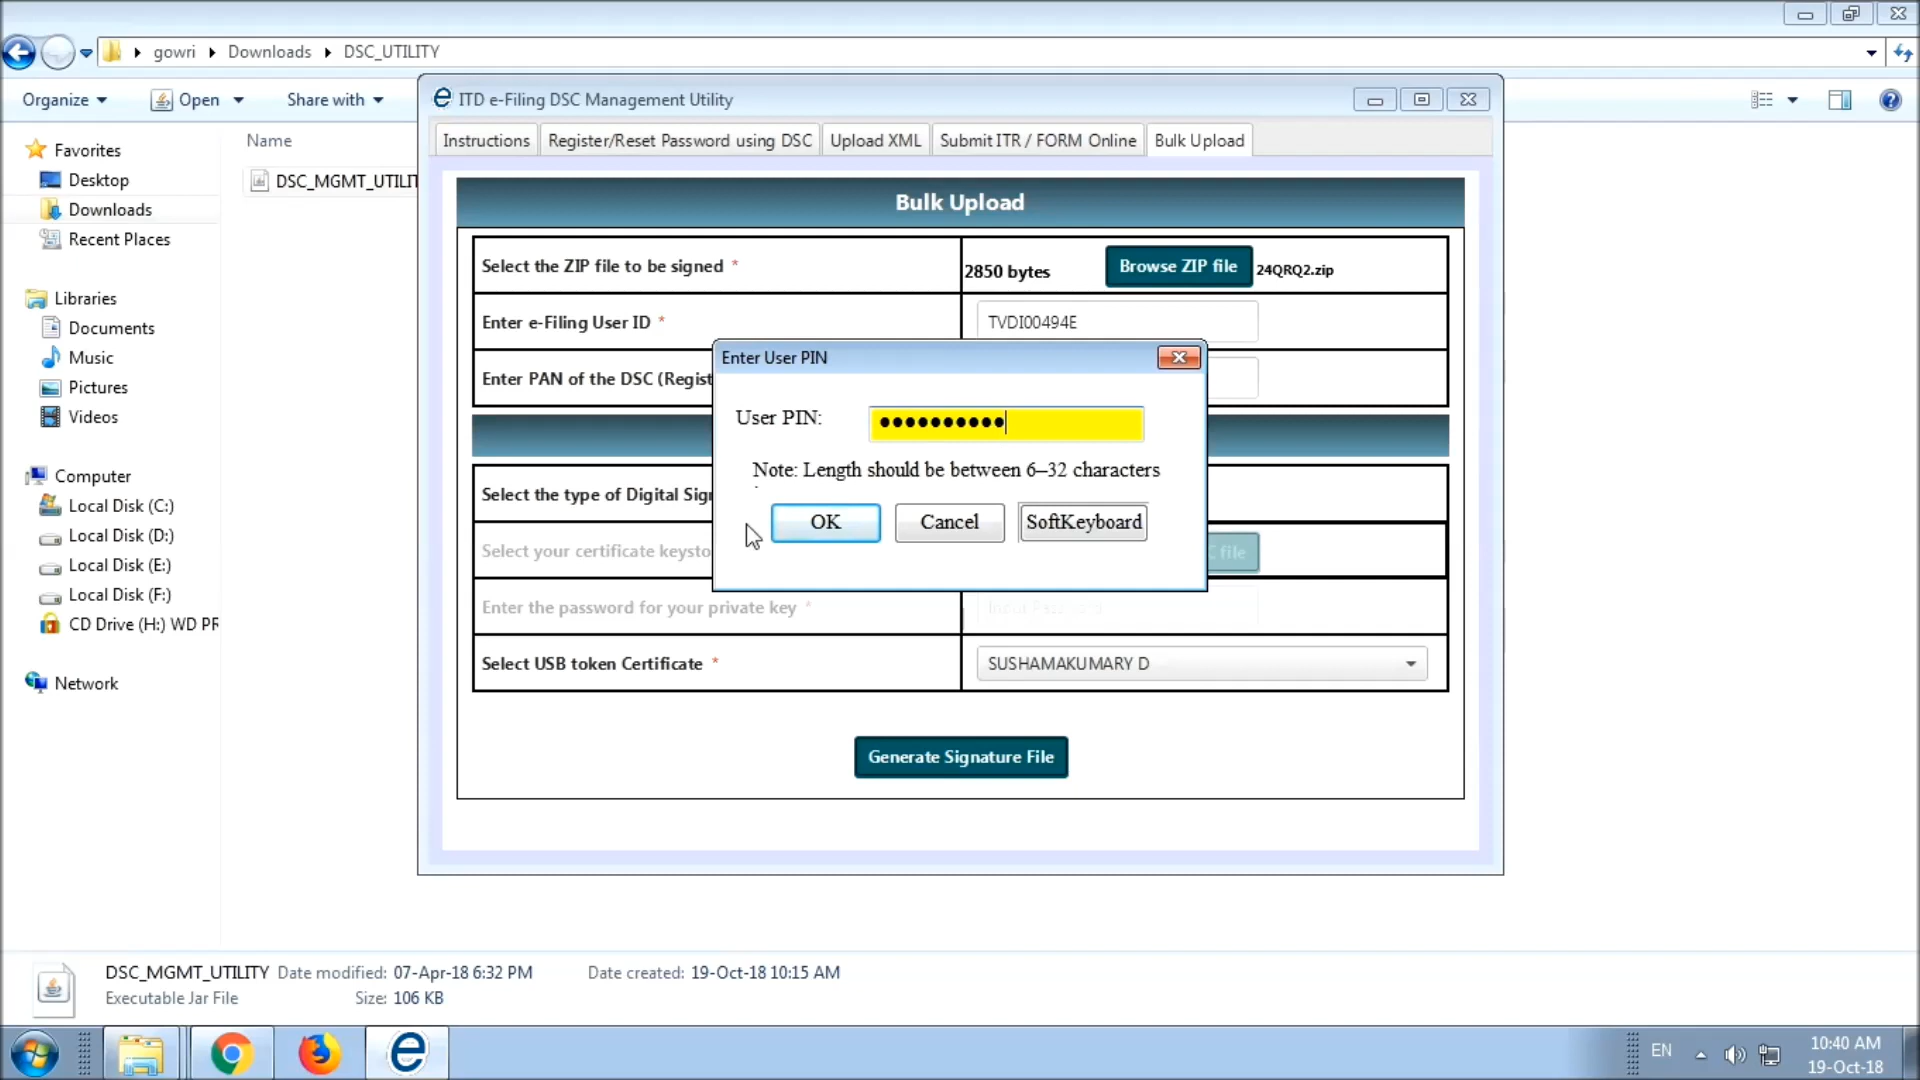 gowri Downloads DSC_UTILITY
Organize Open Share with
ITD e-Filing DSC Management Utility
Instructions Register/Reset Password using DSC Upload XML Submit ITR / FORM Online Bulk Upload
Favorites
Desktop
Downloads
Recent Places
Libraries
Documents
Music
Pictures
Videos
Computer
Local Disk (C:)
Local Disk (D:)
Local Disk (E:)
Local Disk (F:)
CD Drive (H:) WD PR
Network
Name
DSC_MGMT_UTILIT
Bulk Upload
Select the ZIP file to be signed * 2850 bytes Browse ZIP file 24QRQ2.zip
Enter e-Filing User ID * TVDI00494E
Enter PAN of the DSC (Regist
Select the type of Digital Sig
Select your certificate keysto C file
Enter the password for your private key * Input Password
Select USB token Certificate * SUSHAMAKUMARY D
Generate Signature File
Enter User PIN
User PIN: ●●●●●●●●●●
Note: Length should be between 6–32 characters
OK Cancel SoftKeyboard
DSC_MGMT_UTILITY Date modified: 07-Apr-18 6:32 PM Date created: 19-Oct-18 10:15 AM
Executable Jar File Size: 106 KB
EN 10:40 AM
19-Oct-18